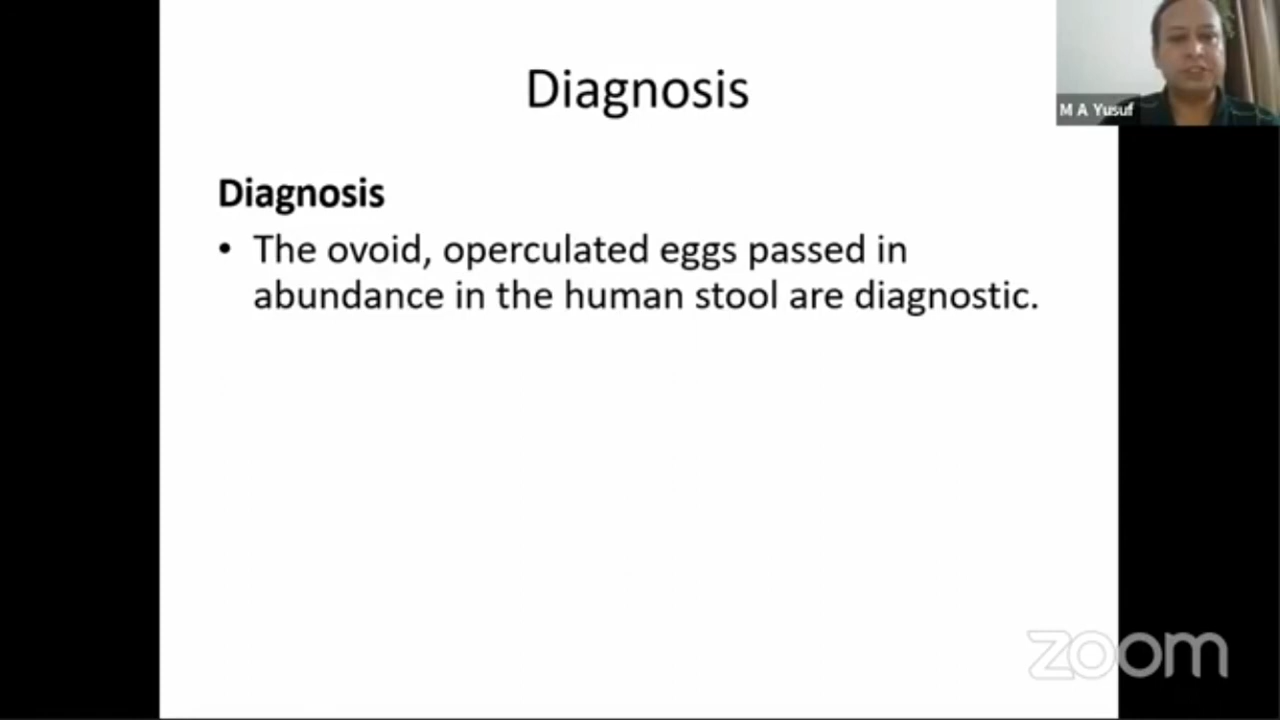 Diagnosis
M A Yusuf
Diagnosis
• The ovoid, operculated eggs passed in
abundance in the human stool are diagnostic.
zoom